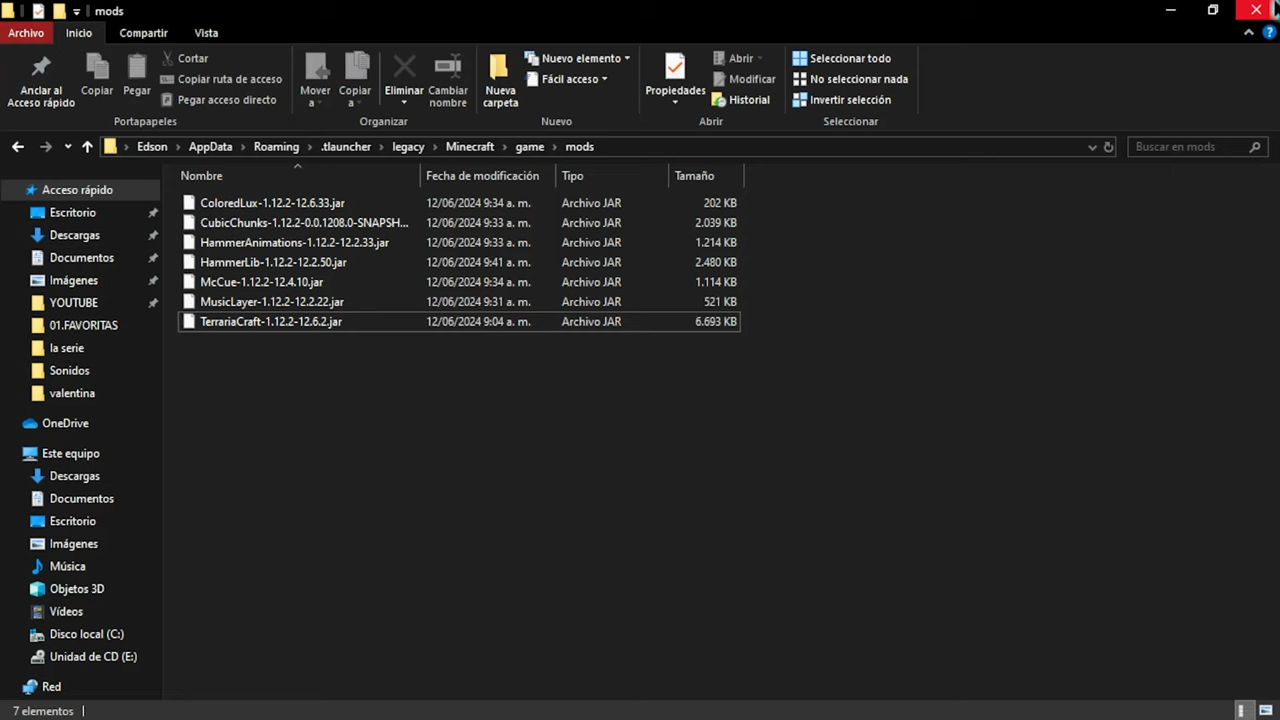 mods
Archivo Inicio Compartir Vista
Anclar al Acceso rápido
Copiar
Pegar
Cortar
Copiar ruta de acceso
Pegar acceso directo
Portapapeles
Mover a
Copiar a
Eliminar
Cambiar nombre
Organizar
Nueva carpeta
Nuevo elemento
Fácil acceso
Nuevo
Propiedades
Abrir
Modificar
Historial
Abrir
Seleccionar todo
No seleccionar nada
Invertir selección
Seleccionar
Edson > AppData > Roaming > .tlauncher > legacy > Minecraft > game > mods
Buscar en mods
Acceso rápido
Escritorio
Descargas
Documentos
Imágenes
YOUTUBE
01.FAVORITAS
la serie
Sonidos
valentina
OneDrive
Este equipo
Descargas
Documentos
Escritorio
Imágenes
Música
Objetos 3D
Vídeos
Disco local (C:)
Unidad de CD (E:)
Red
Nombre Fecha de modificación Tipo Tamaño
ColoredLux-1.12.2-12.6.33.jar 12/06/2024 9:34 a. m. Archivo JAR 202 KB
CubicChunks-1.12.2-0.0.1208.0-SNAPSH... 12/06/2024 9:33 a. m. Archivo JAR 2.039 KB
HammerAnimations-1.12.2-12.2.33.jar 12/06/2024 9:33 a. m. Archivo JAR 1.214 KB
HammerLib-1.12.2-12.2.50.jar 12/06/2024 9:41 a. m. Archivo JAR 2.480 KB
McCue-1.12.2-12.4.10.jar 12/06/2024 9:34 a. m. Archivo JAR 1.114 KB
MusicLayer-1.12.2-12.2.22.jar 12/06/2024 9:31 a. m. Archivo JAR 521 KB
TerrariaCraft-1.12.2-12.6.2.jar 12/06/2024 9:04 a. m. Archivo JAR 6.693 KB
7 elementos